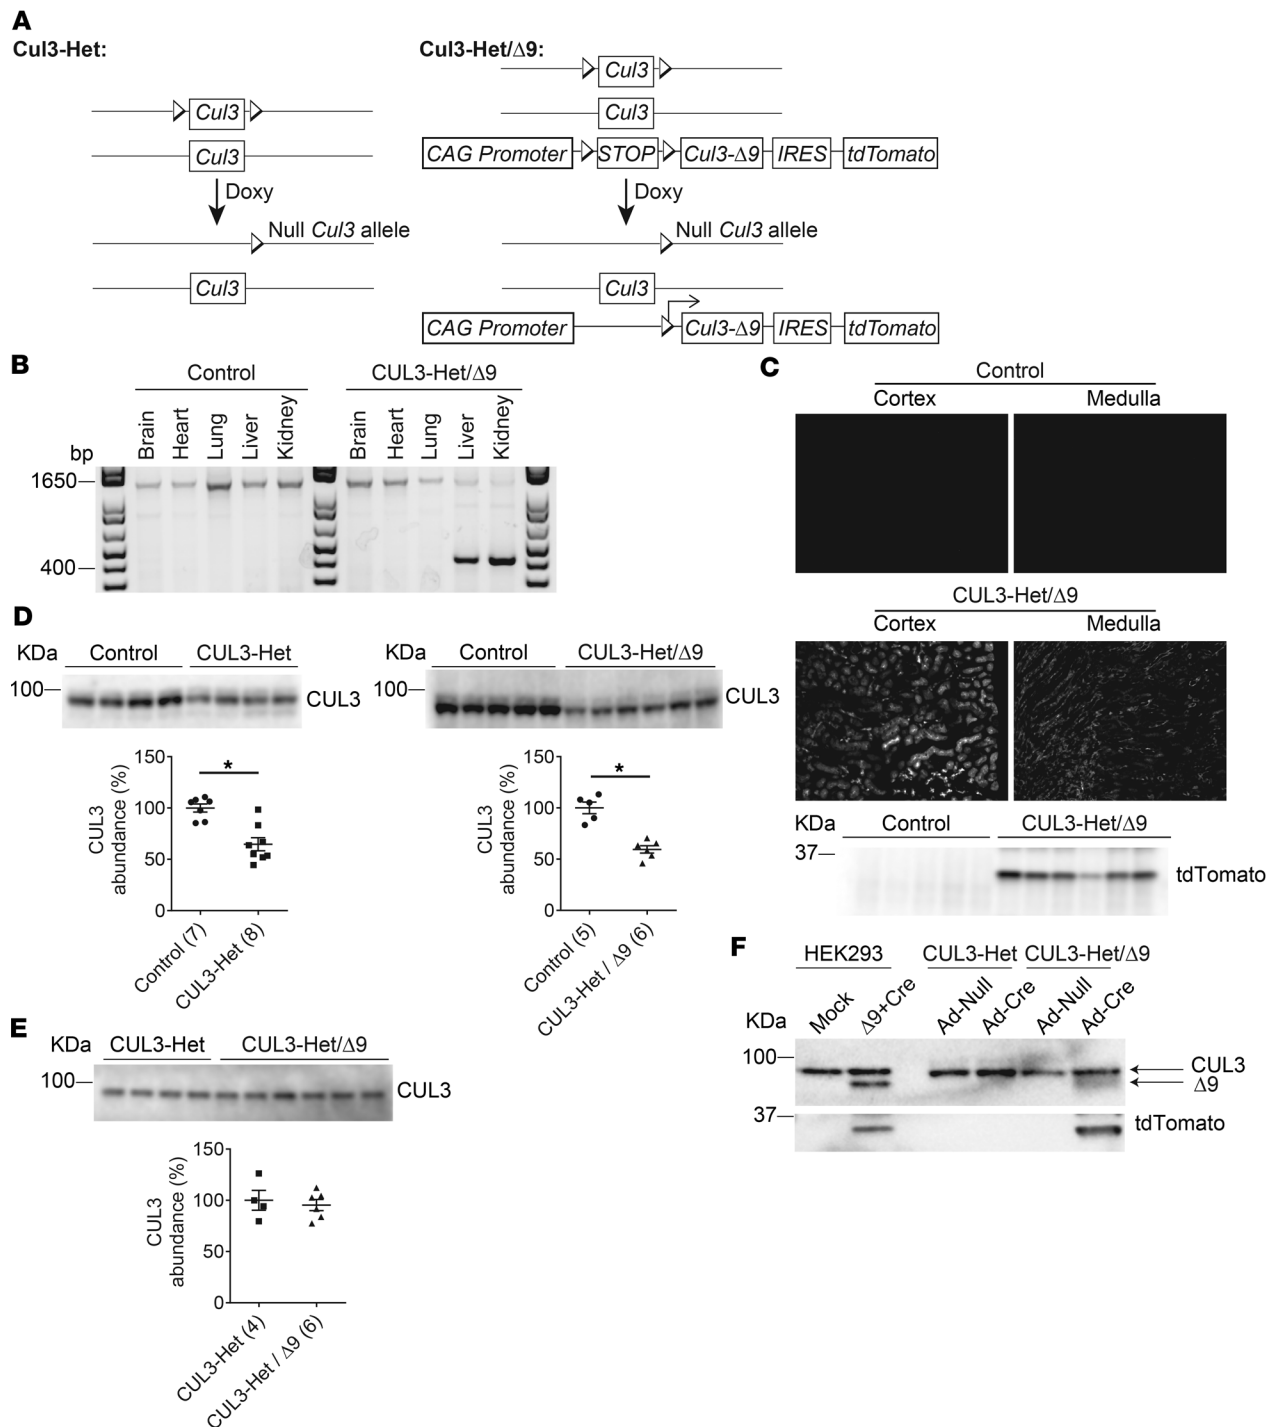 A
Cul3-Het:
Cul3
Cul3
Doxy
Null Cul3 allele
Cul3
Cul3-Het/Δ9:
Cul3
Cul3
CAG Promoter STOP Cul3-Δ9 IRES tdTomato
Doxy
Null Cul3 allele
Cul3
CAG Promoter Cul3-Δ9 IRES tdTomato
B
Control CUL3-Het/Δ9
Brain Heart Lung Liver Kidney Brain Heart Lung Liver Kidney
bp
1650
400
C
Control
Cortex Medulla
CUL3-Het/Δ9
Cortex Medulla
KDa Control CUL3-Het/Δ9
37
tdTomato
D
KDa Control CUL3-Het
100
CUL3
150
100
50
0
CUL3
abundance (%)
*
Control (7)
CUL3-Het (8)
KDa Control CUL3-Het/Δ9
100
CUL3
150
100
50
0
CUL3
abundance (%)
*
Control (5)
CUL3-Het / Δ9 (6)
E
KDa CUL3-Het CUL3-Het/Δ9
100
CUL3
150
100
50
0
CUL3
abundance (%)
CUL3-Het (4)
CUL3-Het / Δ9 (6)
F
HEK293 CUL3-Het CUL3-Het/Δ9
Mock Δ9+Cre Ad-Null Ad-Cre Ad-Null Ad-Cre
KDa
100
CUL3
Δ9
37
tdTomato